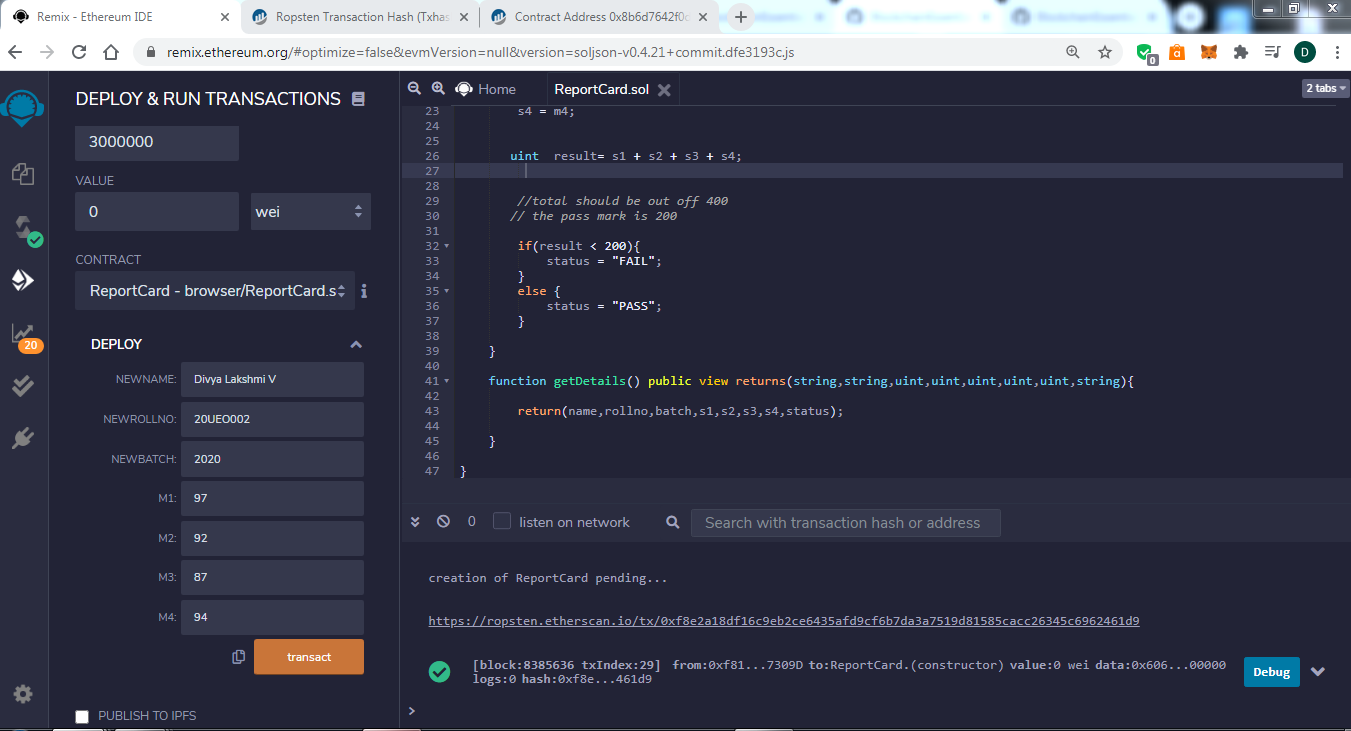 Remix - Ethereum IDE
Ropsten Transaction Hash (Txhas
Contract Address 0x8b6d7642f0c
remix.ethereum.org/#optimize=false&evmVersion=null&version=soljson-v0.4.21+commit.dfe3193c.js
0
D
DEPLOY & RUN TRANSACTIONS
3000000
VALUE
0
wei
CONTRACT
ReportCard - browser/ReportCard.s
20
DEPLOY
NEWNAME: Divya Lakshmi V
NEWROLLNO: 20UEO002
NEWBATCH: 2020
M1: 97
M2: 92
M3: 87
M4: 94
transact
PUBLISH TO IPFS
Home
ReportCard.sol
2 tabs
23 s4 = m4;
24
25
26 uint  result= s1 + s2 + s3 + s4;
27
28
29 //total should be out off 400
30 // the pass mark is 200
31
32 if(result < 200){
33 status = "FAIL";
34 }
35 else {
36 status = "PASS";
37 }
38
39 }
40
41 function getDetails() public view returns(string,string,uint,uint,uint,uint,uint,string){
42
43 return(name,rollno,batch,s1,s2,s3,s4,status);
44
45 }
46
47 }
0
listen on network
Search with transaction hash or address
creation of ReportCard pending...
https://ropsten.etherscan.io/tx/0xf8e2a18df16c9eb2ce6435afd9cf6b7da3a7519d81585cacc26345c6962461d9
[block:8385636 txIndex:29] from:0xf81...7309D to:ReportCard.(constructor) value:0 wei data:0x606...00000
logs:0 hash:0xf8e...461d9
Debug
>